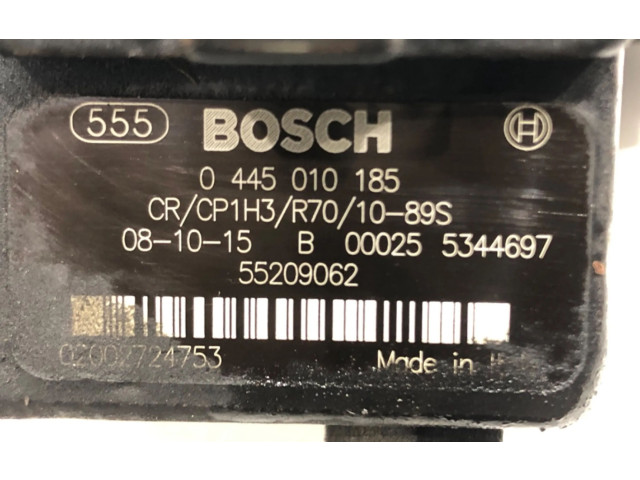 555 BOSCH
0 445 010 185
CR/CP1H3/R70/10-89S
08-10-15 B 00025 5344697
55209062
02002724753 Made in